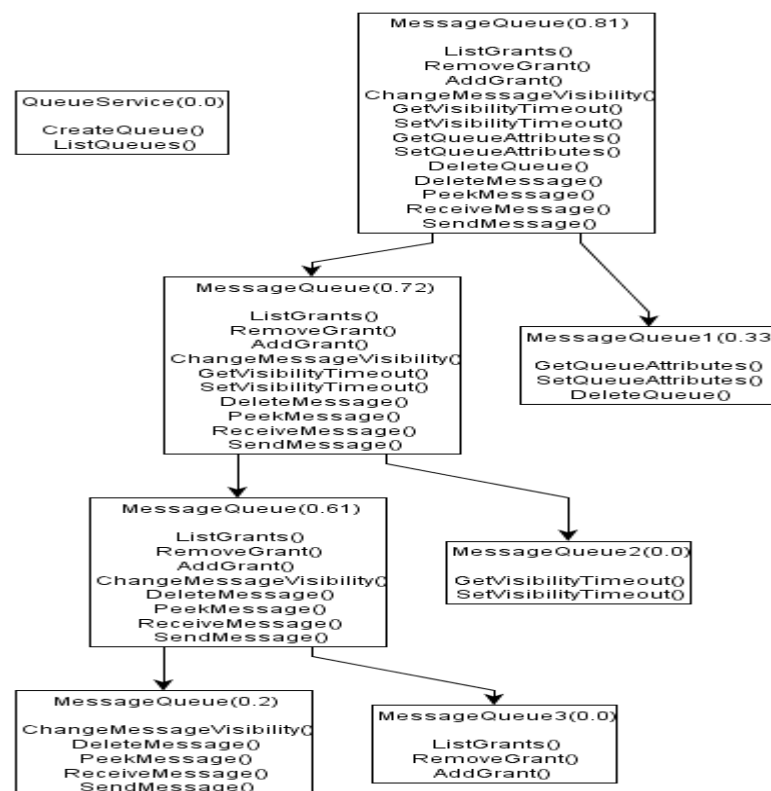 MessageQueue(0.81)
ListGrants()
RemoveGrant()
AddGrant()
ChangeMessageVisibility()
GetVisibilityTimeout()
SetVisibilityTimeout()
GetQueueAttributes()
SetQueueAttributes()
DeleteQueue()
DeleteMessage()
PeekMessage()
ReceiveMessage()
SendMessage()
QueueService(0.0)
CreateQueue()
ListQueues()
MessageQueue(0.72)
ListGrants()
RemoveGrant()
AddGrant()
ChangeMessageVisibility()
GetVisibilityTimeout()
SetVisibilityTimeout()
DeleteMessage()
PeekMessage()
ReceiveMessage()
SendMessage()
MessageQueue1(0.33
GetQueueAttributes()
SetQueueAttributes()
DeleteQueue()
MessageQueue(0.61)
ListGrants()
RemoveGrant()
AddGrant()
ChangeMessageVisibility()
DeleteMessage()
PeekMessage()
ReceiveMessage()
SendMessage()
MessageQueue2(0.0)
GetVisibilityTimeout()
SetVisibilityTimeout()
MessageQueue(0.2)
ChangeMessageVisibility()
DeleteMessage()
PeekMessage()
ReceiveMessage()
SendMessage()
MessageQueue3(0.0)
ListGrants()
RemoveGrant()
AddGrant()